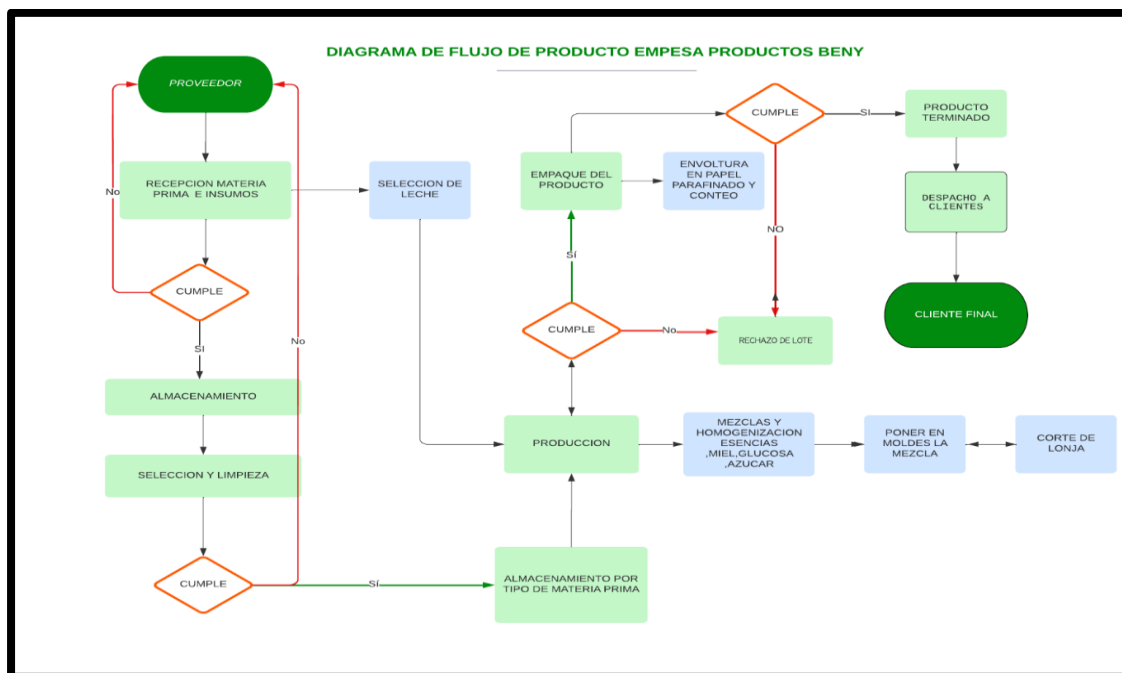 DIAGRAMA DE FLUJO DE PRODUCTO EMPESA PRODUCTOS BENY
PROVEEDOR
RECEPCION MATERIA
PRIMA E INSUMOS
No
CUMPLE
SI
ALMACENAMIENTO
SELECCION Y LIMPIEZA
CUMPLE
No
SÍ
SELECCION DE
LECHE
ALMACENAMIENTO POR
TIPO DE MATERIA PRIMA
PRODUCCION
MEZCLAS Y
HOMOGENIZACION
ESENCIAS
,MIEL,GLUCOSA
,AZUCAR
PONER EN
MOLDES LA
MEZCLA
CORTE DE
LONJA
CUMPLE
No
RECHAZO DE LOTE
SÍ
EMPAQUE DEL
PRODUCTO
ENVOLTURA
EN PAPEL
PARAFINADO Y
CONTEO
CUMPLE
NO
SI
PRODUCTO
TERMINADO
DESPACHO A
CLIENTES
CLIENTE FINAL